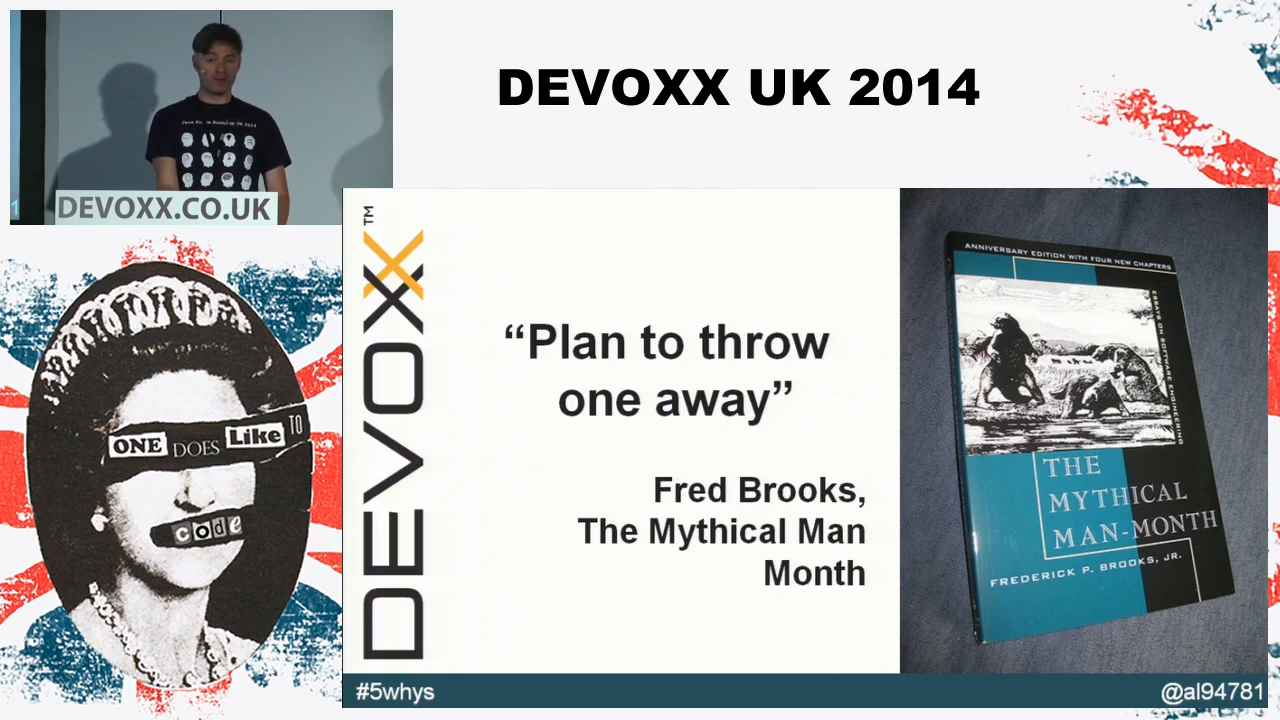 DEVOXX UK 2014
DEVOXX.CO.UK
1
DEVOXX™
“Plan to throw
one away”
Fred Brooks,
The Mythical Man
Month
ANNIVERSARY EDITION WITH FOUR NEW CHAPTERS
ESSAYS ON SOFTWARE ENGINEERING
THE
MYTHICAL
MAN-MONTH
FREDERICK P. BROOKS, JR.
ONE DOES Like TO
code
#5whys
@al94781